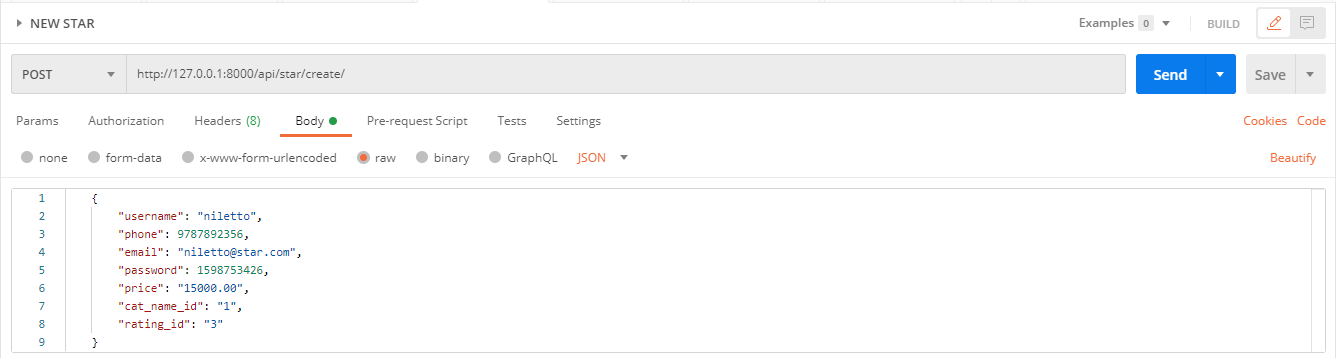 NEW STAR Examples 0 BUILD
POST http://127.0.0.1:8000/api/star/create/ Send Save
Params Authorization Headers (8) Body Pre-request Script Tests Settings Cookies Code
none form-data x-www-form-urlencoded raw binary GraphQL JSON Beautify
1 {
2 "username": "niletto",
3 "phone": 9787892356,
4 "email": "niletto@star.com",
5 "password": 1598753426,
6 "price": "15000.00",
7 "cat_name_id": "1",
8 "rating_id": "3"
9 }